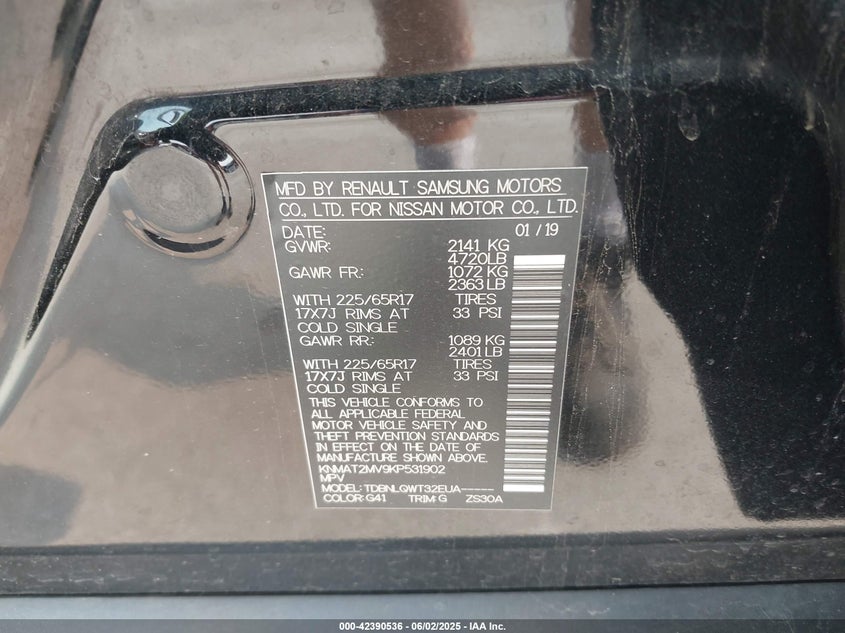 MFD BY RENAULT SAMSUNG MOTORS
CO., LTD. FOR NISSAN MOTOR CO., LTD.
DATE: 01/19
GVWR: 2141 KG
4720LB
GAWR FR.: 1072 KG
2363 LB
WITH 225/65R17 TIRES
17X7J RIMS AT 33 PSI
COLD SINGLE
GAWR RR.: 1089 KG
2401 LB
WITH 225/65R17 TIRES
17X7J RIMS AT 33 PSI
COLD SINGLE
THIS VEHICLE CONFORMS TO
ALL APPLICABLE FEDERAL
MOTOR VEHICLE SAFETY AND
THEFT PREVENTION STANDARDS
IN EFFECT ON THE DATE OF
MANUFACTURE SHOWN ABOVE.
KNMAT2MV9KP531902
MPV
MODEL: TDBNLQWT32EUA-------
COLOR: G41 TRIM: G ZS30A
000-42390536 - 06/02/2025 - IAA Inc.